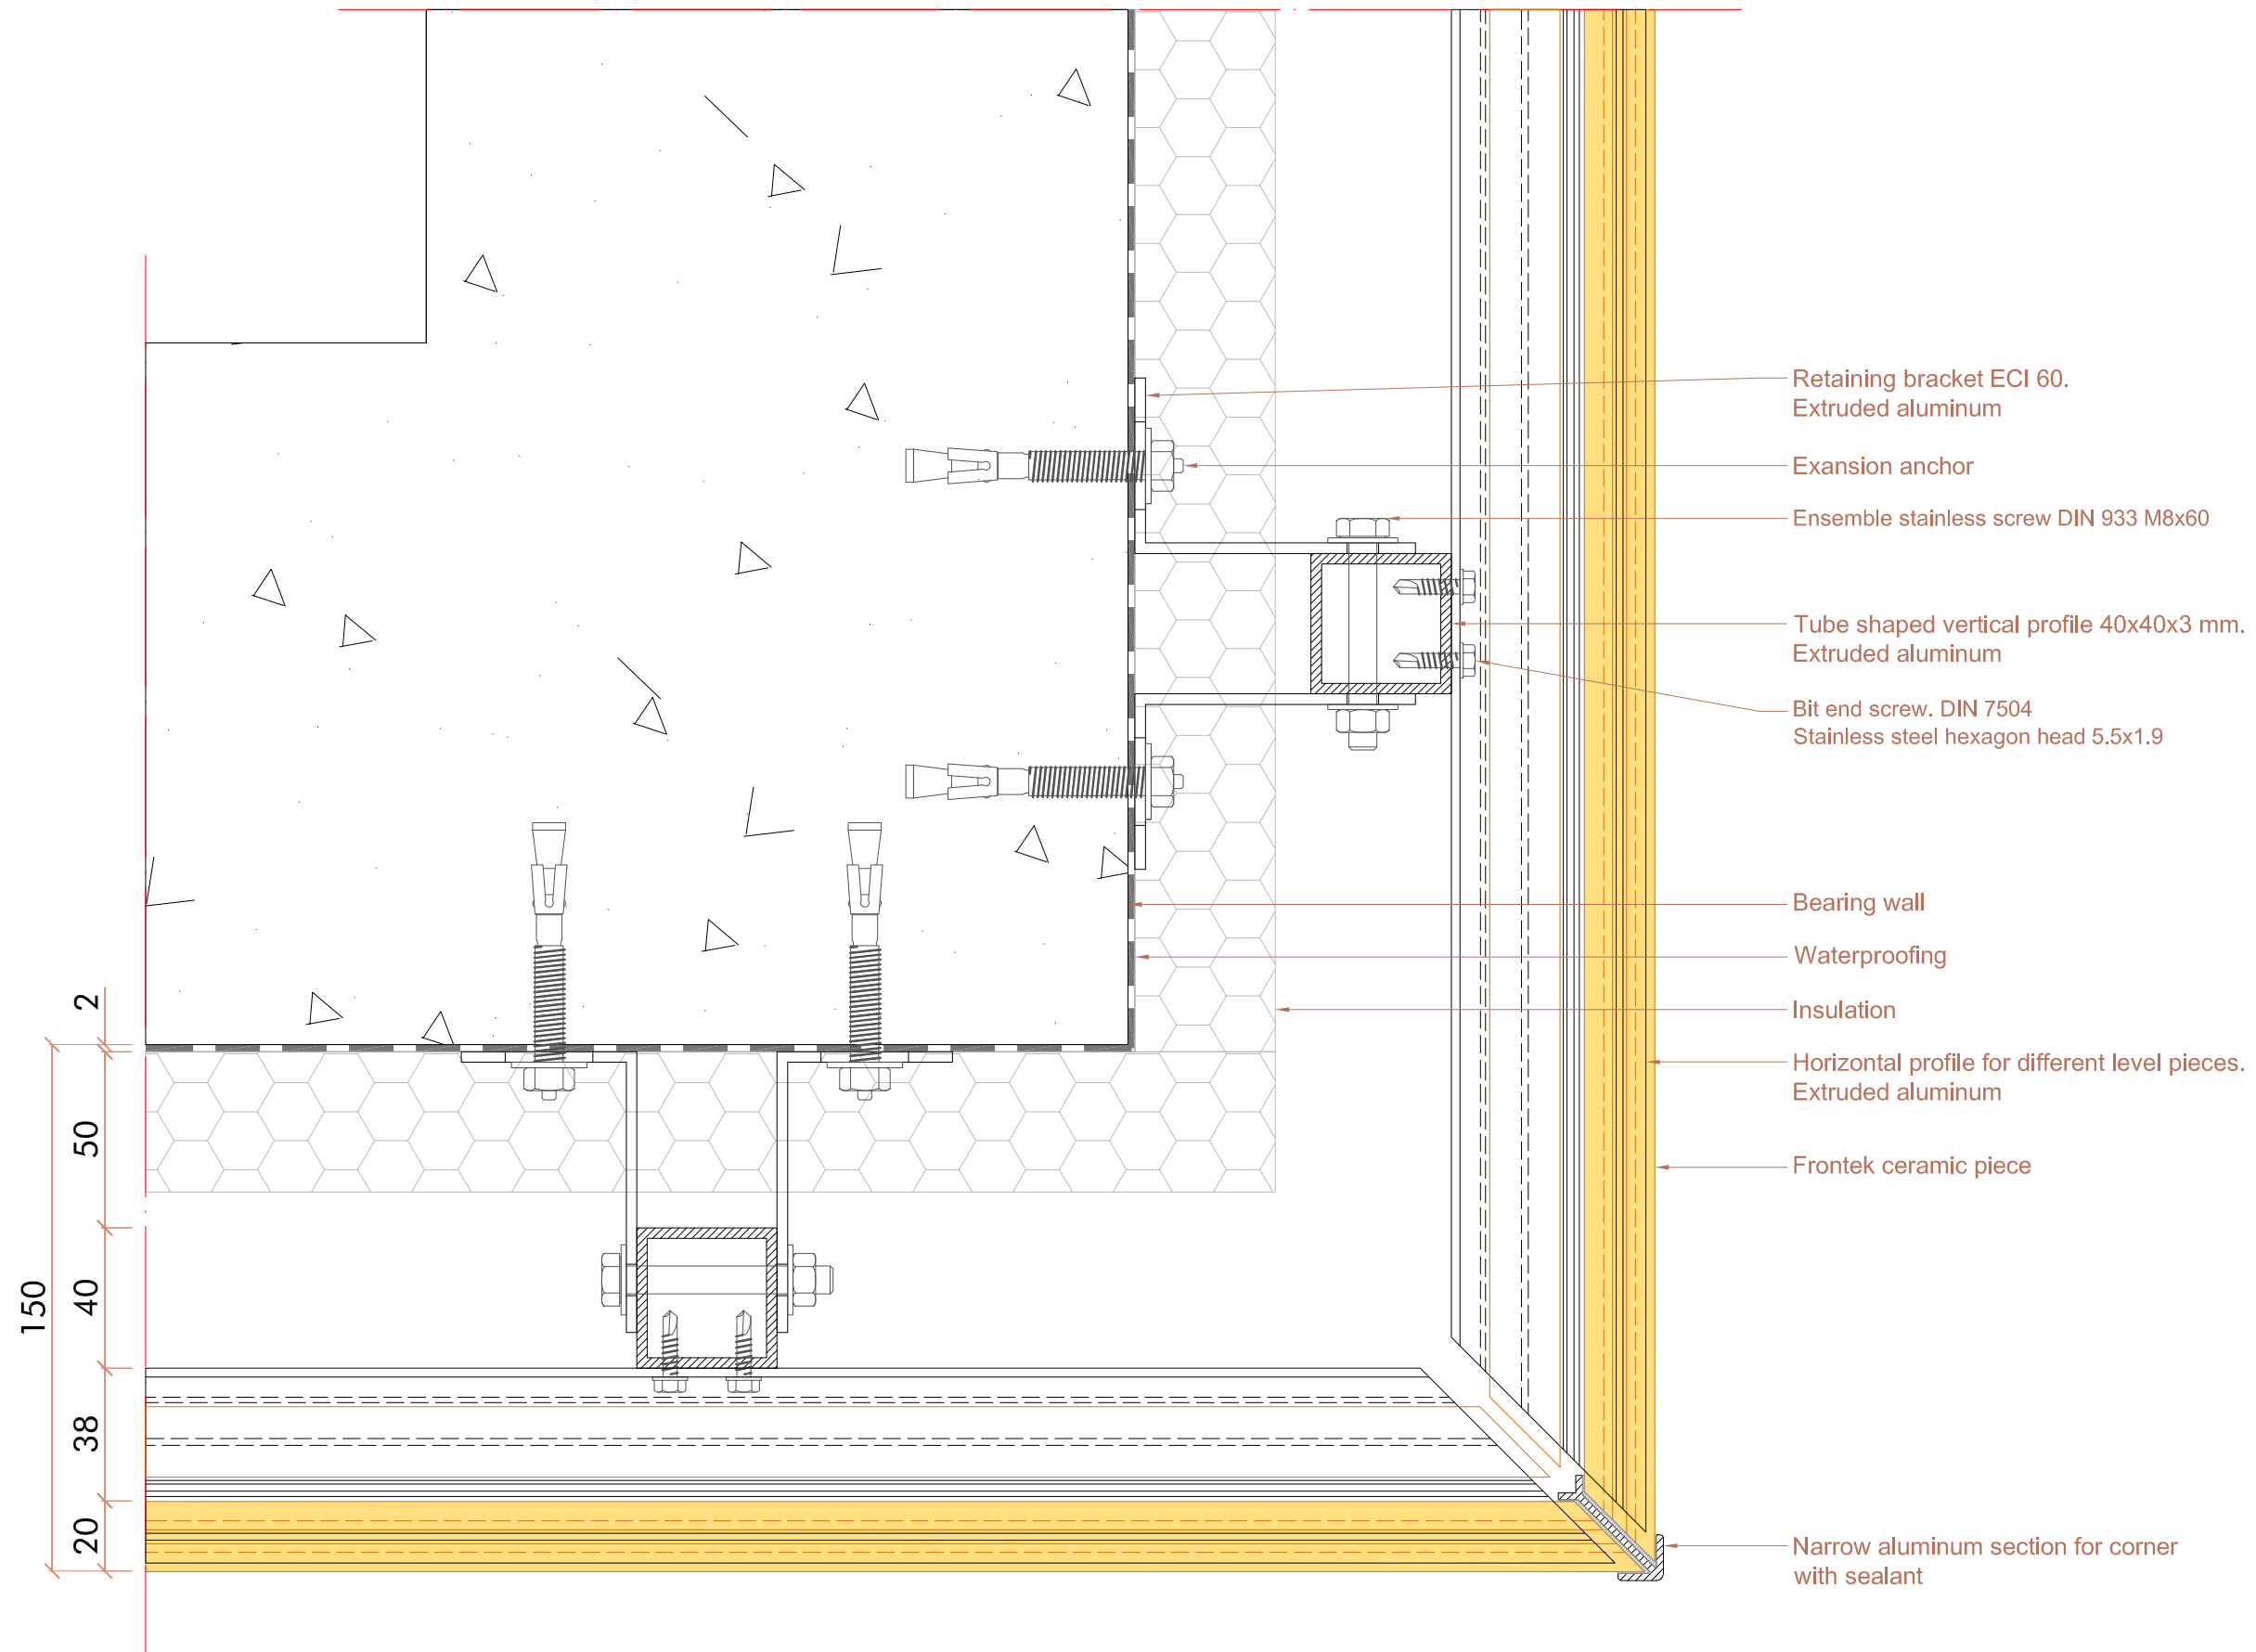 Retaining bracket ECI 60.
Extruded aluminum
Exansion anchor
Ensemble stainless screw DIN 933 M8x60
Tube shaped vertical profile 40x40x3 mm.
Extruded aluminum
Bit end screw. DIN 7504
Stainless steel hexagon head 5.5x1.9
Bearing wall
Waterproofing
Insulation
Horizontal profile for different level pieces.
Extruded aluminum
Frontek ceramic piece
Narrow aluminum section for corner
with sealant
2
50
40
38
20
150